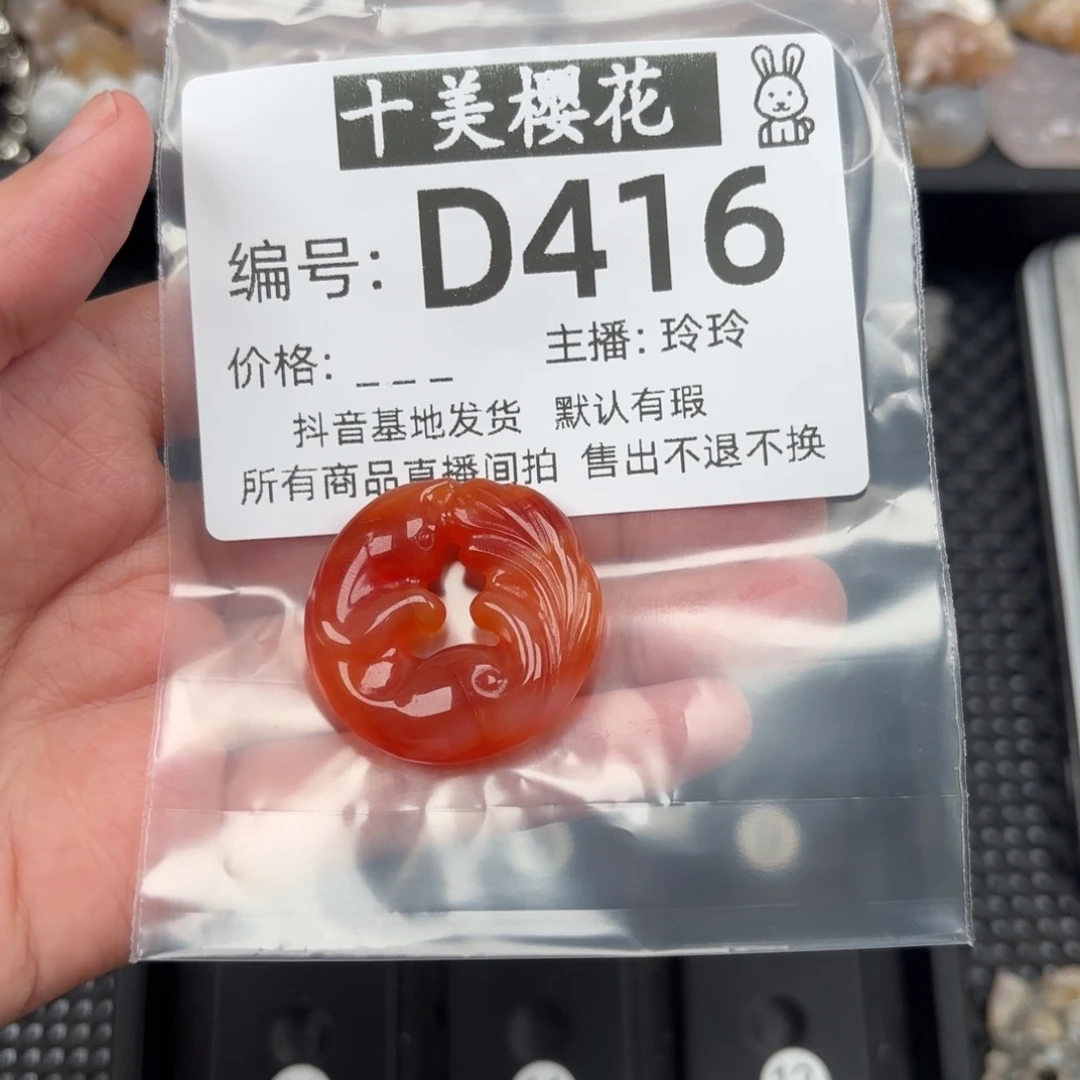 十美樱花
编号: D416
价格: _ _ _ 主播: 玲玲
抖音基地发货 默认有瑕
所有商品直播间拍 售出不退不换